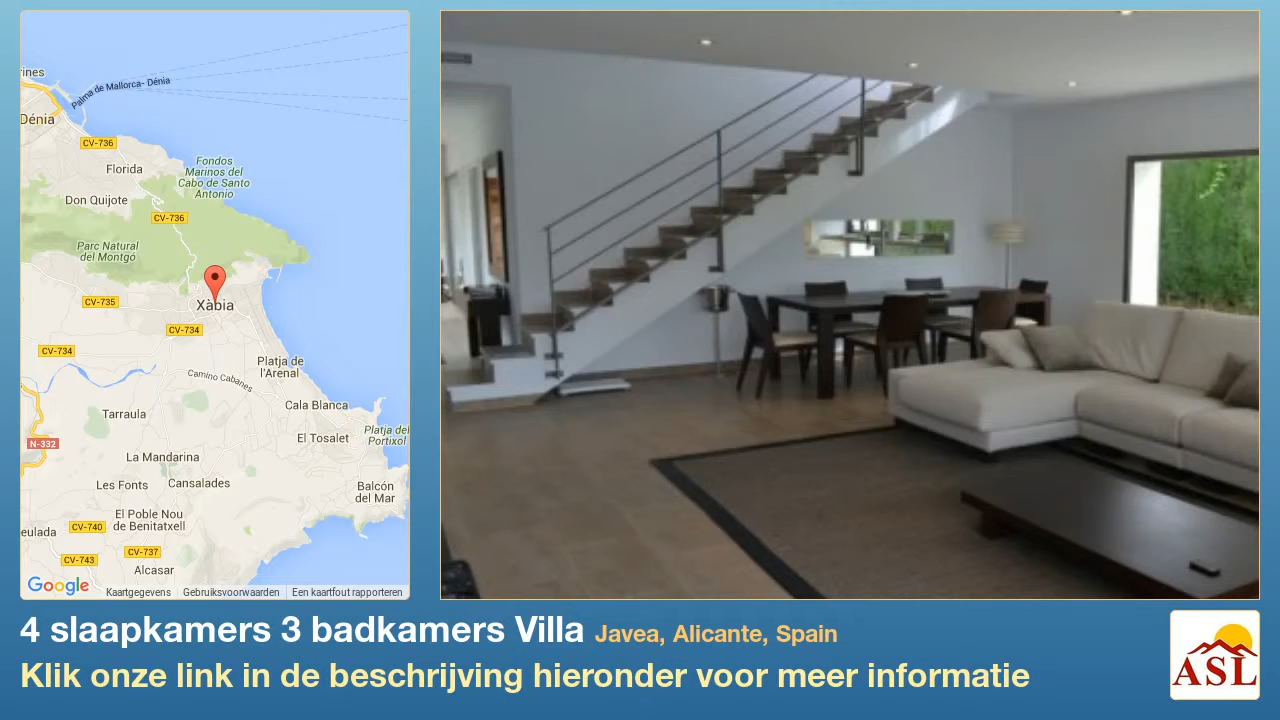 rines
Palma de Mallorca- Dénia
Dénia
CV-736
Florida
Fondos
Marinos del
Cabo de Santo
Antonio
Don Quijote
CV-736
Parc Natural
del Montgó
CV-735
Xàbia
CV-734
CV-734
Platja de
l'Arenal
Camino Cabanes
Cala Blanca
Tarraula
Platja del
Portixol
El Tosalet
N-332
La Mandarina
Les Fonts
Cansalades
Balcón
del Mar
El Poble Nou
de Benitatxell
CV-740
eulada
CV-737
CV-743
Alcasar
Google
Kaartgegevens
Gebruiksvoorwaarden
Een kaartfout rapporteren
4 slaapkamers 3 badkamers Villa Javea, Alicante, Spain
Klik onze link in de beschrijving hieronder voor meer informatie
ASL